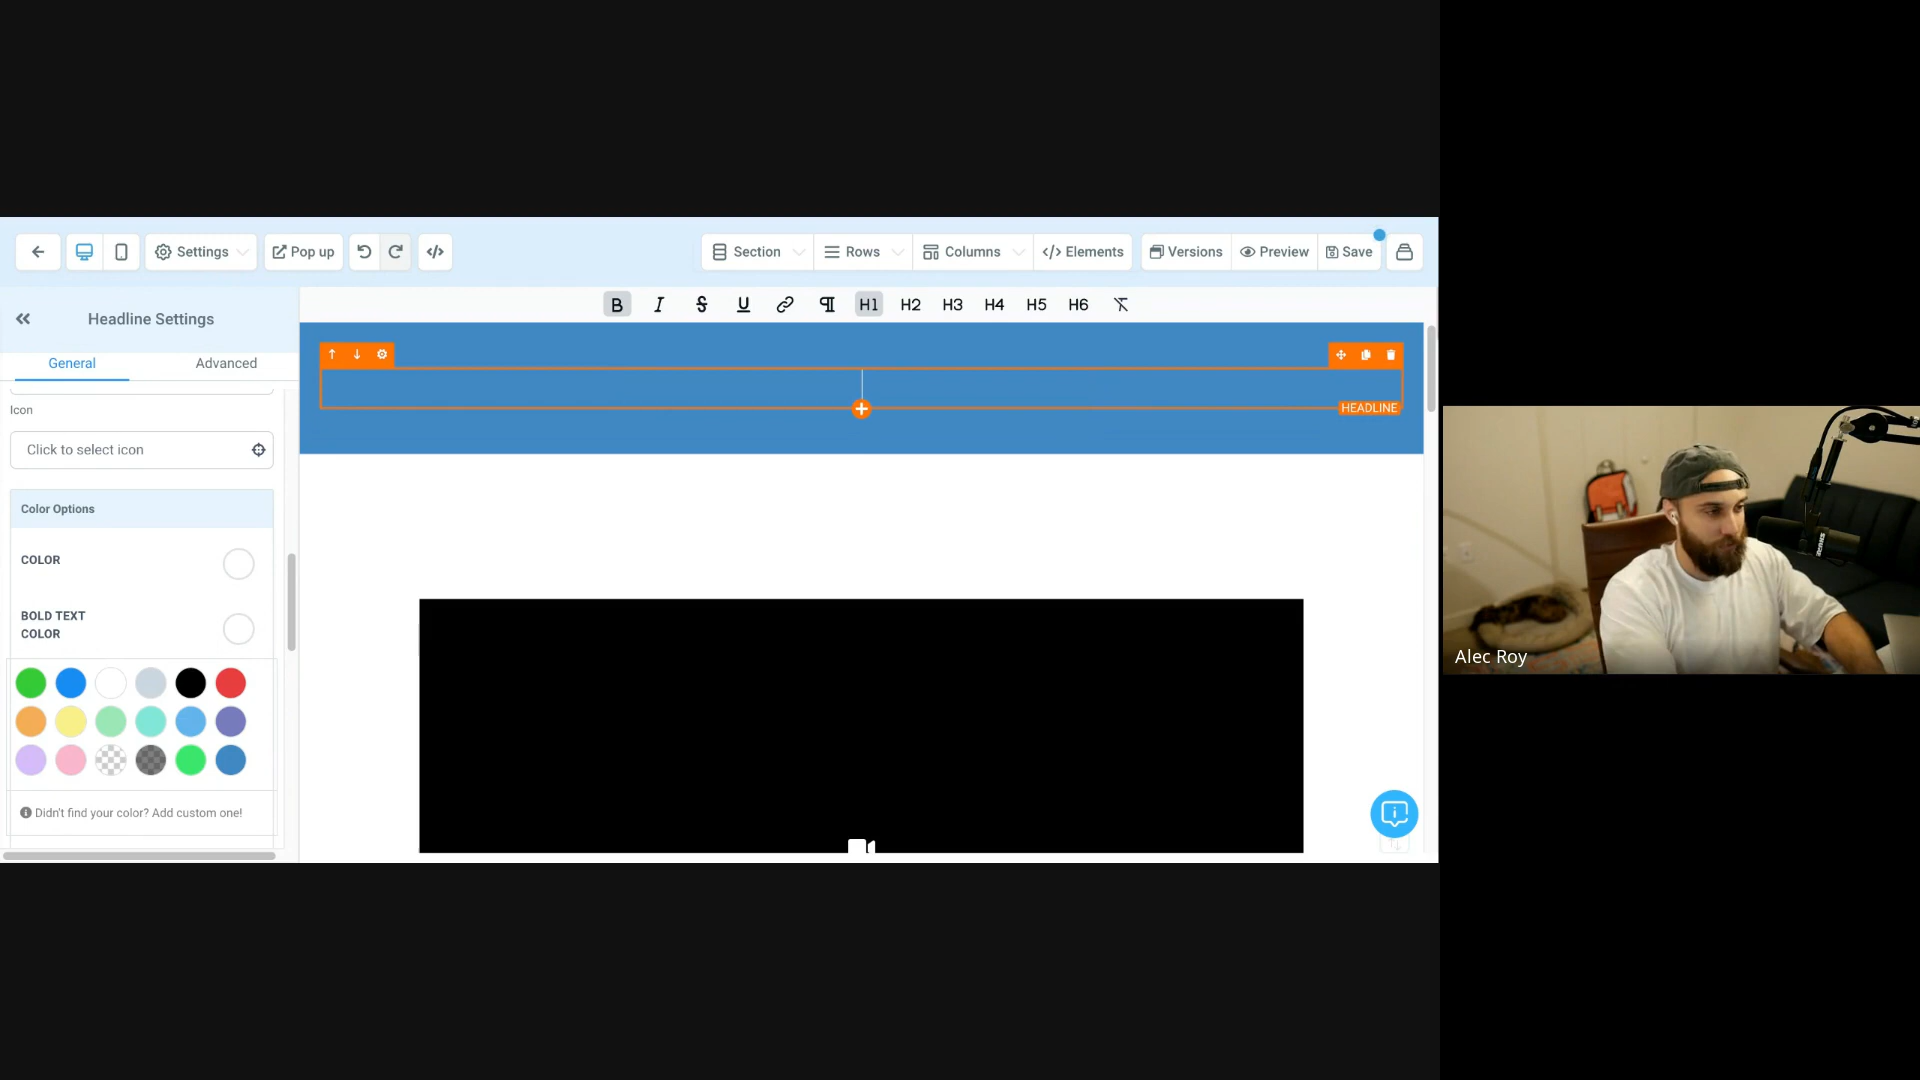 Settings
Pop up
Section
Rows
Columns
Elements
Versions
Preview
Save
B I S U H1 H2 H3 H4 H5 H6
Headline Settings
General
Advanced
Icon
Click to select icon
Color Options
COLOR
BOLD TEXT
COLOR
Didn't find your color? Add custom one!
HEADLINE
SHURE
Alec Roy